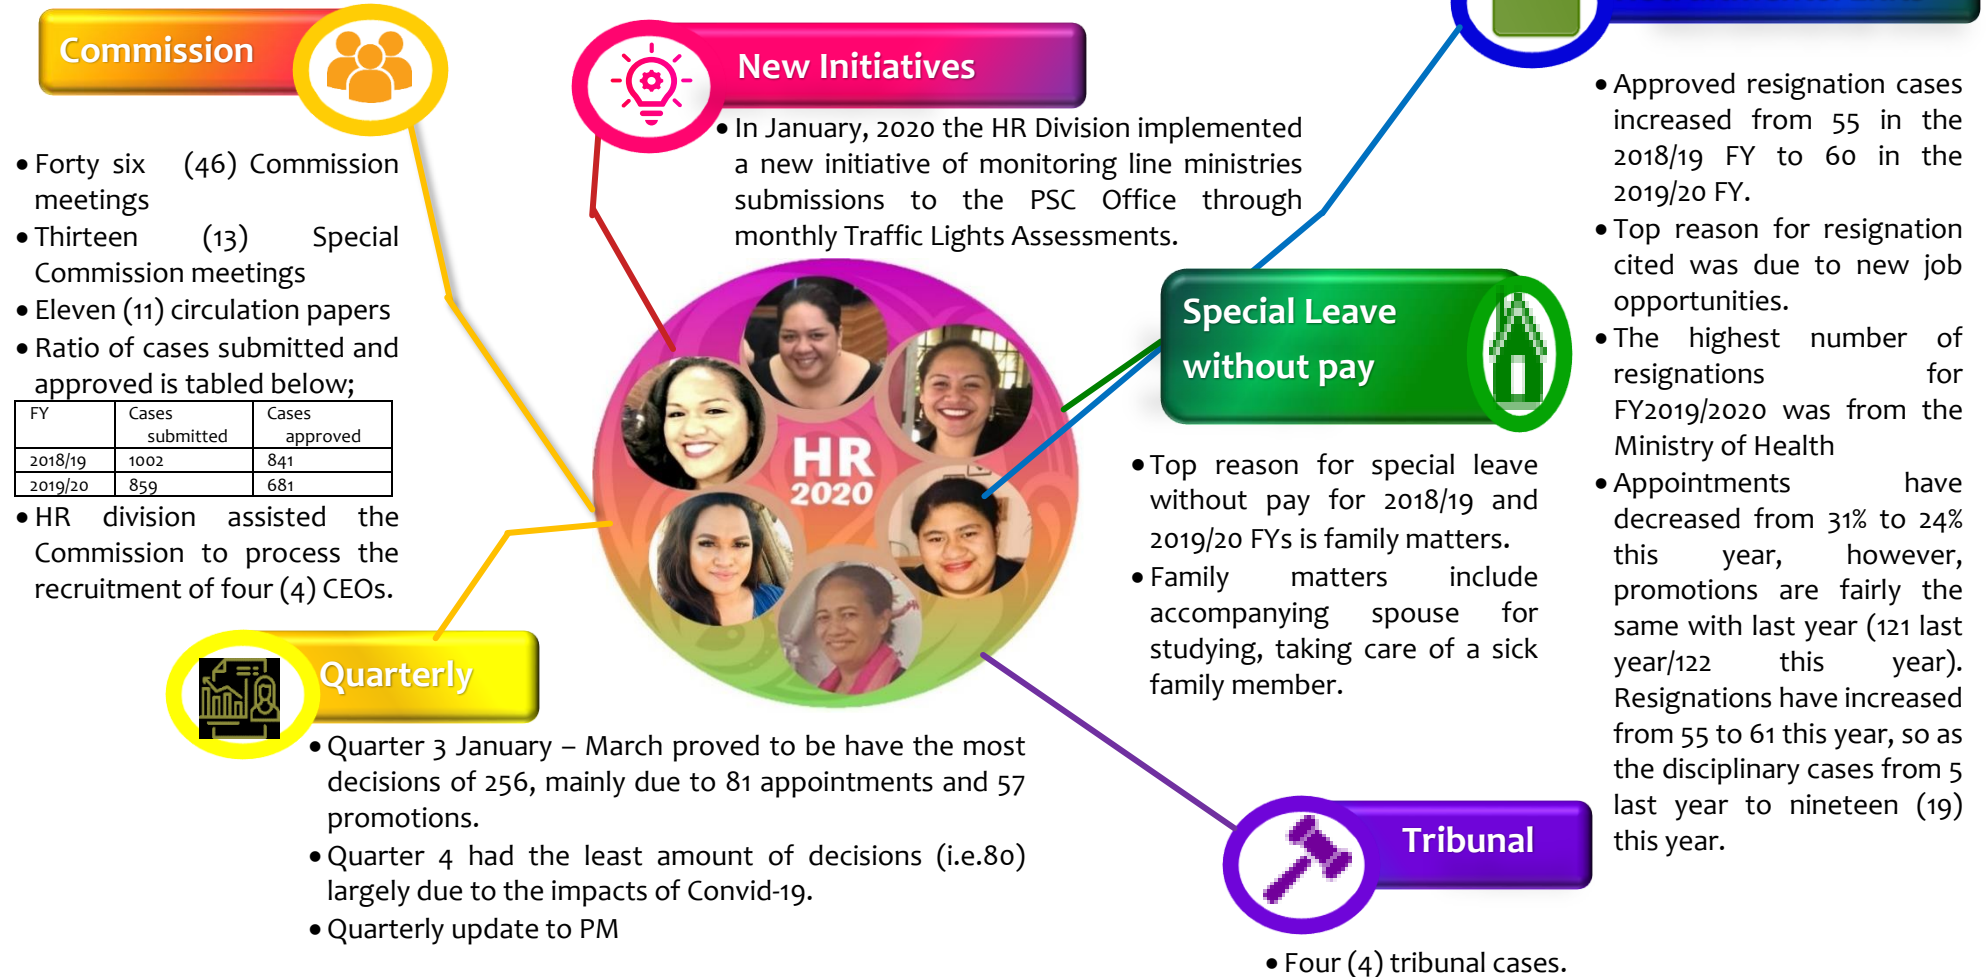 Commission
• Forty six (46) Commission
meetings
• Thirteen (13) Special
Commission meetings
• Eleven (11) circulation papers
• Ratio of cases submitted and
approved is tabled below;
FY Cases submitted Cases approved
2018/19 1002 841
2019/20 859 681
• HR division assisted the
Commission to process the
recruitment of four (4) CEOs.
New Initiatives
• In January, 2020 the HR Division implemented
a new initiative of monitoring line ministries
submissions to the PSC Office through
monthly Traffic Lights Assessments.
HR
2020
Special Leave
without pay
• Top reason for special leave
without pay for 2018/19 and
2019/20 FYs is family matters.
• Family matters include
accompanying spouse for
studying, taking care of a sick
family member.
• Approved resignation cases
increased from 55 in the
2018/19 FY to 60 in the
2019/20 FY.
• Top reason for resignation
cited was due to new job
opportunities.
• The highest number of
resignations for
FY2019/2020 was from the
Ministry of Health
• Appointments have
decreased from 31% to 24%
this year, however,
promotions are fairly the
same with last year (121 last
year/122 this year).
Resignations have increased
from 55 to 61 this year, so as
the disciplinary cases from 5
last year to nineteen (19)
this year.
Quarterly
• Quarter 3 January – March proved to be have the most
decisions of 256, mainly due to 81 appointments and 57
promotions.
• Quarter 4 had the least amount of decisions (i.e.80)
largely due to the impacts of Convid-19.
• Quarterly update to PM
Tribunal
• Four (4) tribunal cases.